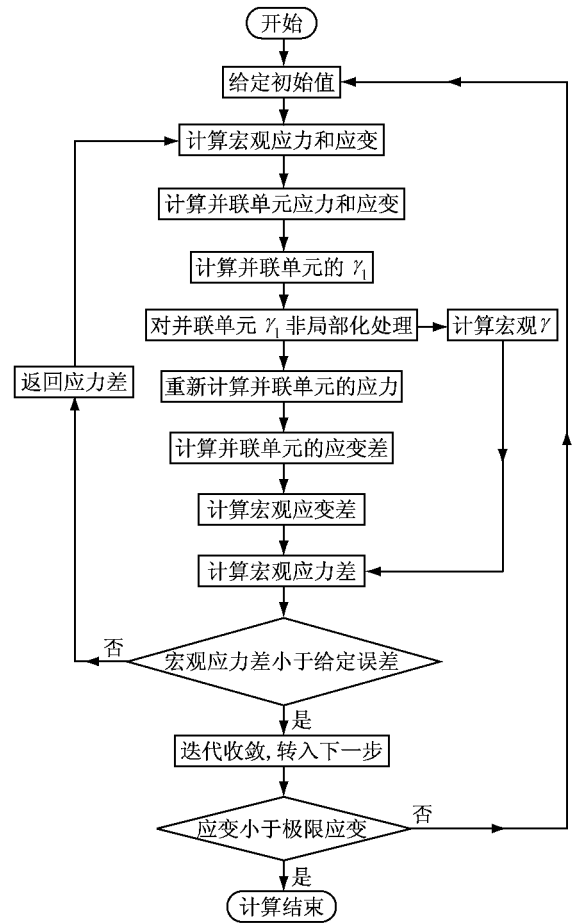 开始
给定初始值
计算宏观应力和应变
计算并联单元应力和应变
计算并联单元的 γ₁
对并联单元 γ₁ 非局部化处理
计算宏观γ
返回应力差
重新计算并联单元的应力
计算并联单元的应变差
计算宏观应变差
计算宏观应力差
否
宏观应力差小于给定误差
是
迭代收敛,转入下一步
应变小于极限应变
否
是
计算结束